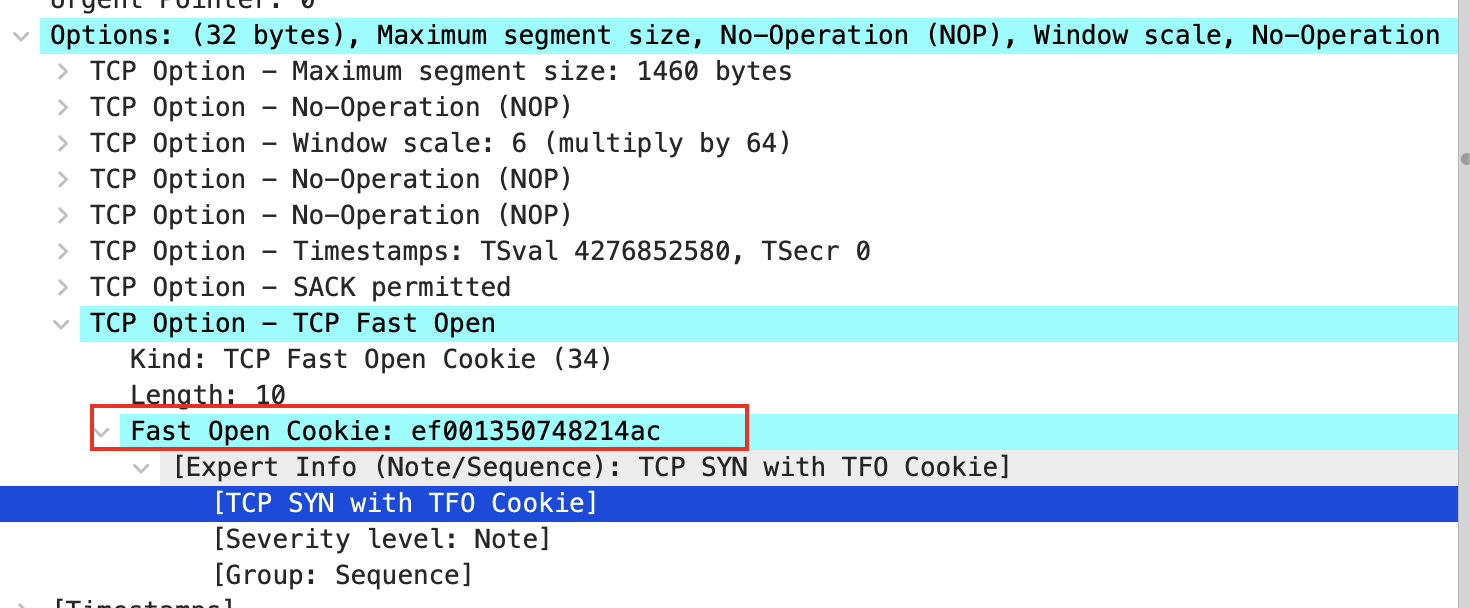 Urgent Pointer: 0
Options: (32 bytes), Maximum segment size, No-Operation (NOP), Window scale, No-Operation
TCP Option – Maximum segment size: 1460 bytes
TCP Option – No-Operation (NOP)
TCP Option – Window scale: 6 (multiply by 64)
TCP Option – No-Operation (NOP)
TCP Option – No-Operation (NOP)
TCP Option – Timestamps: TSval 4276852580, TSecr 0
TCP Option – SACK permitted
TCP Option – TCP Fast Open
Kind: TCP Fast Open Cookie (34)
Length: 10
Fast Open Cookie: ef001350748214ac
[Expert Info (Note/Sequence): TCP SYN with TFO Cookie]
[TCP SYN with TFO Cookie]
[Severity level: Note]
[Group: Sequence]
[Timestamps]